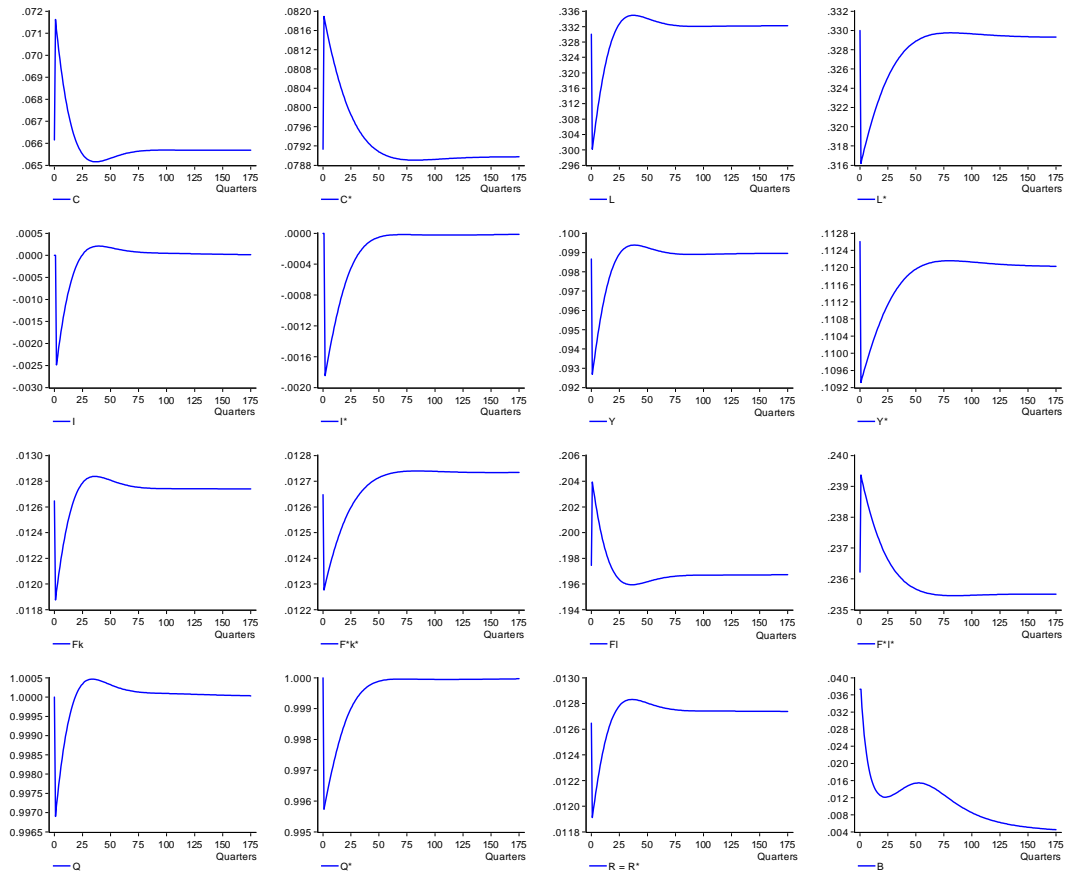 .072
.071
.070
.069
.068
.067
.066
.065
0 25 50 75 100 125 150 175
Quarters
C
.0820
.0816
.0812
.0808
.0804
.0800
.0796
.0792
.0788
0 25 50 75 100 125 150 175
Quarters
C*
.336
.332
.328
.324
.320
.316
.312
.308
.304
.300
.296
0 25 50 75 100 125 150 175
Quarters
L
.330
.328
.326
.324
.322
.320
.318
.316
0 25 50 75 100 125 150 175
Quarters
L*
.0005
.0000
-.0005
-.0010
-.0015
-.0020
-.0025
-.0030
0 25 50 75 100 125 150 175
Quarters
I
.0000
-.0004
-.0008
-.0012
-.0016
-.0020
0 25 50 75 100 125 150 175
Quarters
I*
.100
.099
.098
.097
.096
.095
.094
.093
.092
0 25 50 75 100 125 150 175
Quarters
Y
.1128
.1124
.1120
.1116
.1112
.1108
.1104
.1100
.1096
.1092
0 25 50 75 100 125 150 175
Quarters
Y*
.0130
.0128
.0126
.0124
.0122
.0120
.0118
0 25 50 75 100 125 150 175
Quarters
Fk
.0128
.0127
.0126
.0124
.0123
.0122
0 25 50 75 100 125 150 175
Quarters
F*k*
.206
.204
.202
.200
.198
.196
.194
0 25 50 75 100 125 150 175
Quarters
Fl
.240
.239
.238
.237
.236
.235
0 25 50 75 100 125 150 175
Quarters
F*l*
1.0005
1.0000
0.9995
0.9990
0.9985
0.9980
0.9975
0.9970
0.9965
0 25 50 75 100 125 150 175
Quarters
Q
1.000
0.999
0.998
0.997
0.996
0.995
0 25 50 75 100 125 150 175
Quarters
Q*
.0130
.0128
.0126
.0124
.0122
.0120
.0118
0 25 50 75 100 125 150 175
Quarters
R = R*
.040
.036
.032
.028
.024
.020
.016
.012
.008
.004
0 25 50 75 100 125 150 175
Quarters
B